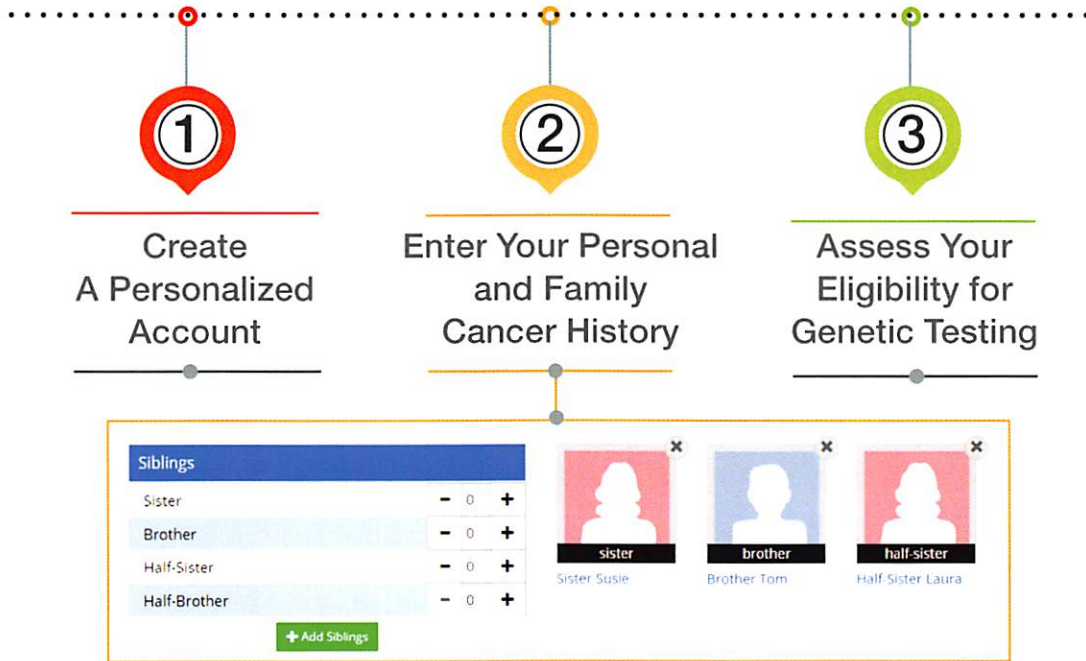 1
Create
A Personalized
Account
2
Enter Your Personal
and Family
Cancer History
3
Assess Your
Eligibility for
Genetic Testing
Siblings
Sister - 0 +
Brother - 0 +
Half-Sister - 0 +
Half-Brother - 0 +
+ Add Siblings
sister
Sister Susie
brother
Brother Tom
half-sister
Half-Sister Laura